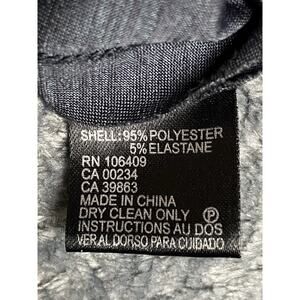 SHELL: 95% POLYESTER
5% ELASTANE
RN 106409
CA 00234
CA 39863
MADE IN CHINA
DRY CLEAN ONLY Ⓟ
INSTRUCTIONS AU DOS
VER AL DORSO PARA CUIDADO